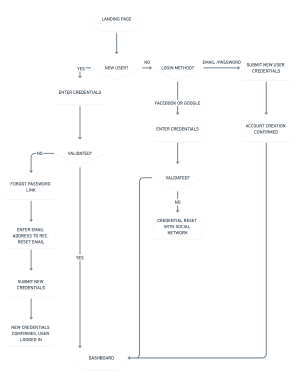 LANDING PAGE
YES
NEW USER?
NO
LOGIN METHOD?
EMAIL /PASSWORD
SUBMIT NEW USER
CREDENTIALS
ENTER CREDENTIALS
FACEBOOK OR GOOGLE
ENTER CREDENTIALS
ACCOUNT CREATION
CONFIRMED
NO
VALIDATED?
VALIDATED?
FORGOT PASSWORD
LINK
NO
CREDENTIAL RESET
WITH SOCIAL
NETWORK
ENTER EMAIL
ADDRESS TO REC
RESET EMAIL
YES
SUBMIT NEW
CREDENTIALS
NEW CREDENTIALS
CONFIRMES, USER
LOGGED IN
DASHBOARD